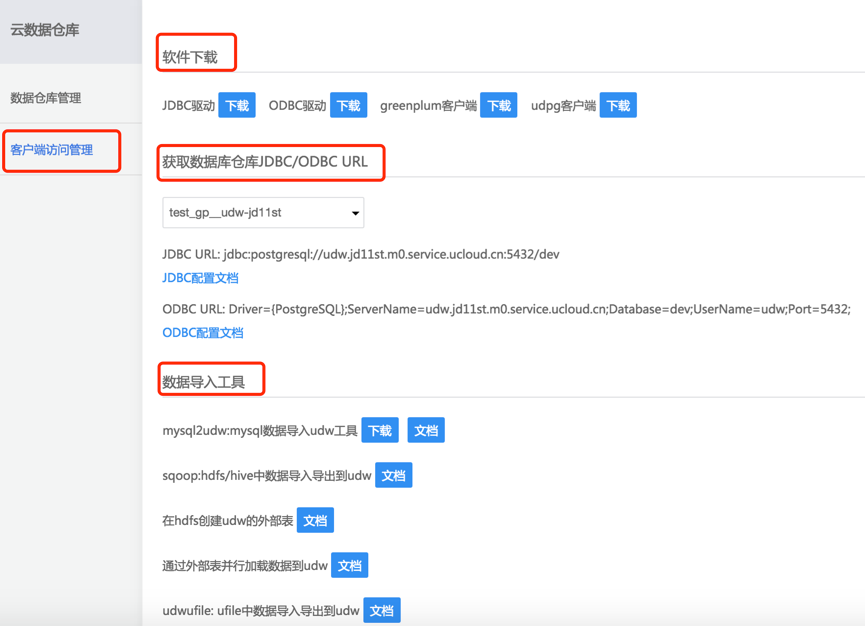 云数据仓库
数据仓库管理
客户端访问管理
软件下载
JDBC驱动 下载 ODBC驱动 下载 greenplum客户端 下载 udpg客户端 下载
获取数据库仓库JDBC/ODBC URL
test_gp__udw-jd11st
JDBC URL: jdbc:postgresql://udw.jd11st.m0.service.ucloud.cn:5432/dev
JDBC配置文档
ODBC URL: Driver={PostgreSQL};ServerName=udw.jd11st.m0.service.ucloud.cn;Database=dev;UserName=udw;Port=5432;
ODBC配置文档
数据导入工具
mysql2udw:mysql数据导入udw工具 下载 文档
sqoop:hdfs/hive中数据导入导出到udw 文档
在hdfs创建udw的外部表 文档
通过外部表并行加载数据到udw 文档
udwufile: ufile中数据导入导出到udw 文档